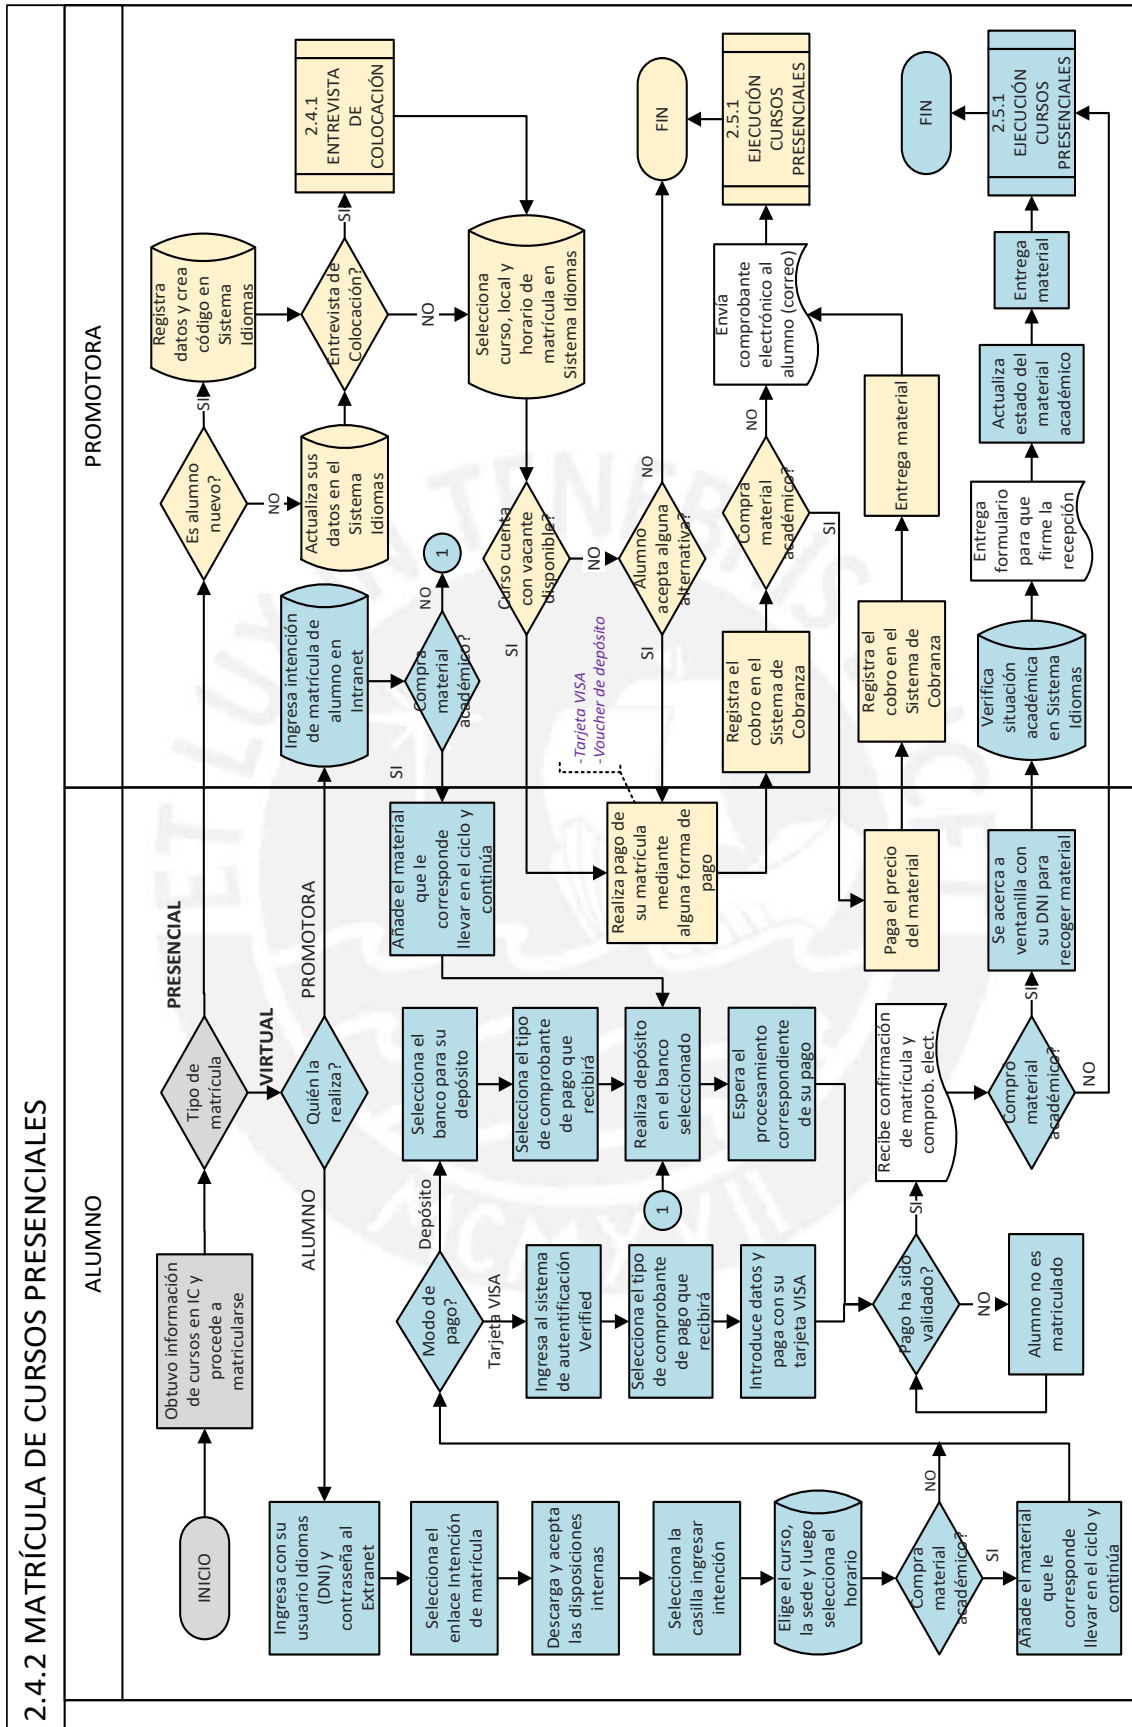 2.4.2 MATRÍCULA DE CURSOS PRESENCIALES
ALUMNO
PROMOTORA
INICIO
Obtuvo información
de cursos en IC y
procede a
matricularse
Tipo de
matrícula
PRESENCIAL
VIRTUAL
Quién la
realiza?
ALUMNO
PROMOTORA
Es alumno
nuevo?
SI
NO
Registra
datos y crea
código en
Sistema
Idiomas
Actualiza sus
datos en el
Sistema
Idiomas
Entrevista de
Colocación?
SI
NO
2.4.1
ENTREVISTA
DE
COLOCACIÓN
Selecciona
curso, local y
horario de
matrícula en
Sistema Idiomas
Ingresa intención
de matrícula de
alumno en
Intranet
Compra
material
académico?
NO
1
SI
Añade el material
que le
corresponde
llevar en el ciclo y
continúa
Curso cuenta
con vacante
disponible?
SI
NO
Alumno
acepta alguna
alternativa?
SI
NO
FIN
-Tarjeta VISA
-Voucher de depósito
Realiza pago de
su matrícula
mediante
alguna forma de
pago
Registra el
cobro en el
Sistema de
Cobranza
Compra
material
académico?
NO
SI
Envía
comprobante
electrónico al
alumno (correo)
2.5.1
EJECUCIÓN
CURSOS
PRESENCIALES
Paga el precio
del material
Registra el
cobro en el
Sistema de
Cobranza
Entrega material
Ingresa con su
usuario Idiomas
(DNI) y
contraseña al
Extranet
Selecciona el
enlace Intención
de matrícula
Descarga y acepta
las disposiciones
internas
Selecciona la
casilla ingresar
intención
Elige el curso,
la sede y luego
selecciona el
horario
Compra
material
académico?
NO
SI
Añade el material
que le
corresponde
llevar en el ciclo y
continúa
Modo de
pago?
Depósito
Tarjeta VISA
Selecciona el
banco para su
depósito
Selecciona el tipo
de comprobante
de pago que
recibirá
Realiza depósito
en el banco
seleccionado
1
Espera el
procesamiento
correspondiente
de su pago
Ingresa al sistema
de autentificación
Verified
Selecciona el tipo
de comprobante
de pago que
recibirá
Introduce datos y
paga con su
tarjeta VISA
Pago ha sido
validado?
SI
NO
Alumno no es
matriculado
Recibe confirmación
de matrícula y
comprob. elect.
Compró
material
académico?
SI
NO
Se acerca a
ventanilla con
su DNI para
recoger material
Verifica
situación
académica
en Sistema
Idiomas
Entrega
formulario
para que
firme la
recepción
Actualiza
estado del
material
académico
Entrega
material
2.5.1
EJECUCIÓN
CURSOS
PRESENCIALES
FIN
ET LUX IN TENEBRIS LUCET
MCMXVII